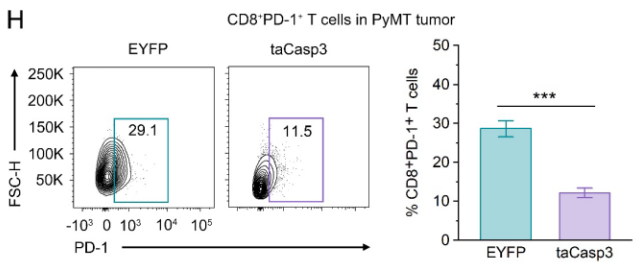 H
CD8⁺PD-1⁺ T cells in PyMT tumor
EYFP
taCasp3
FSC-H
250K
200K
150K
100K
50K
29.1
11.5
-10³ 0 10³ 10⁴ 10⁵
PD-1
% CD8⁺PD-1⁺ T cells
50
40
30
20
10
0
***
EYFP
taCasp3